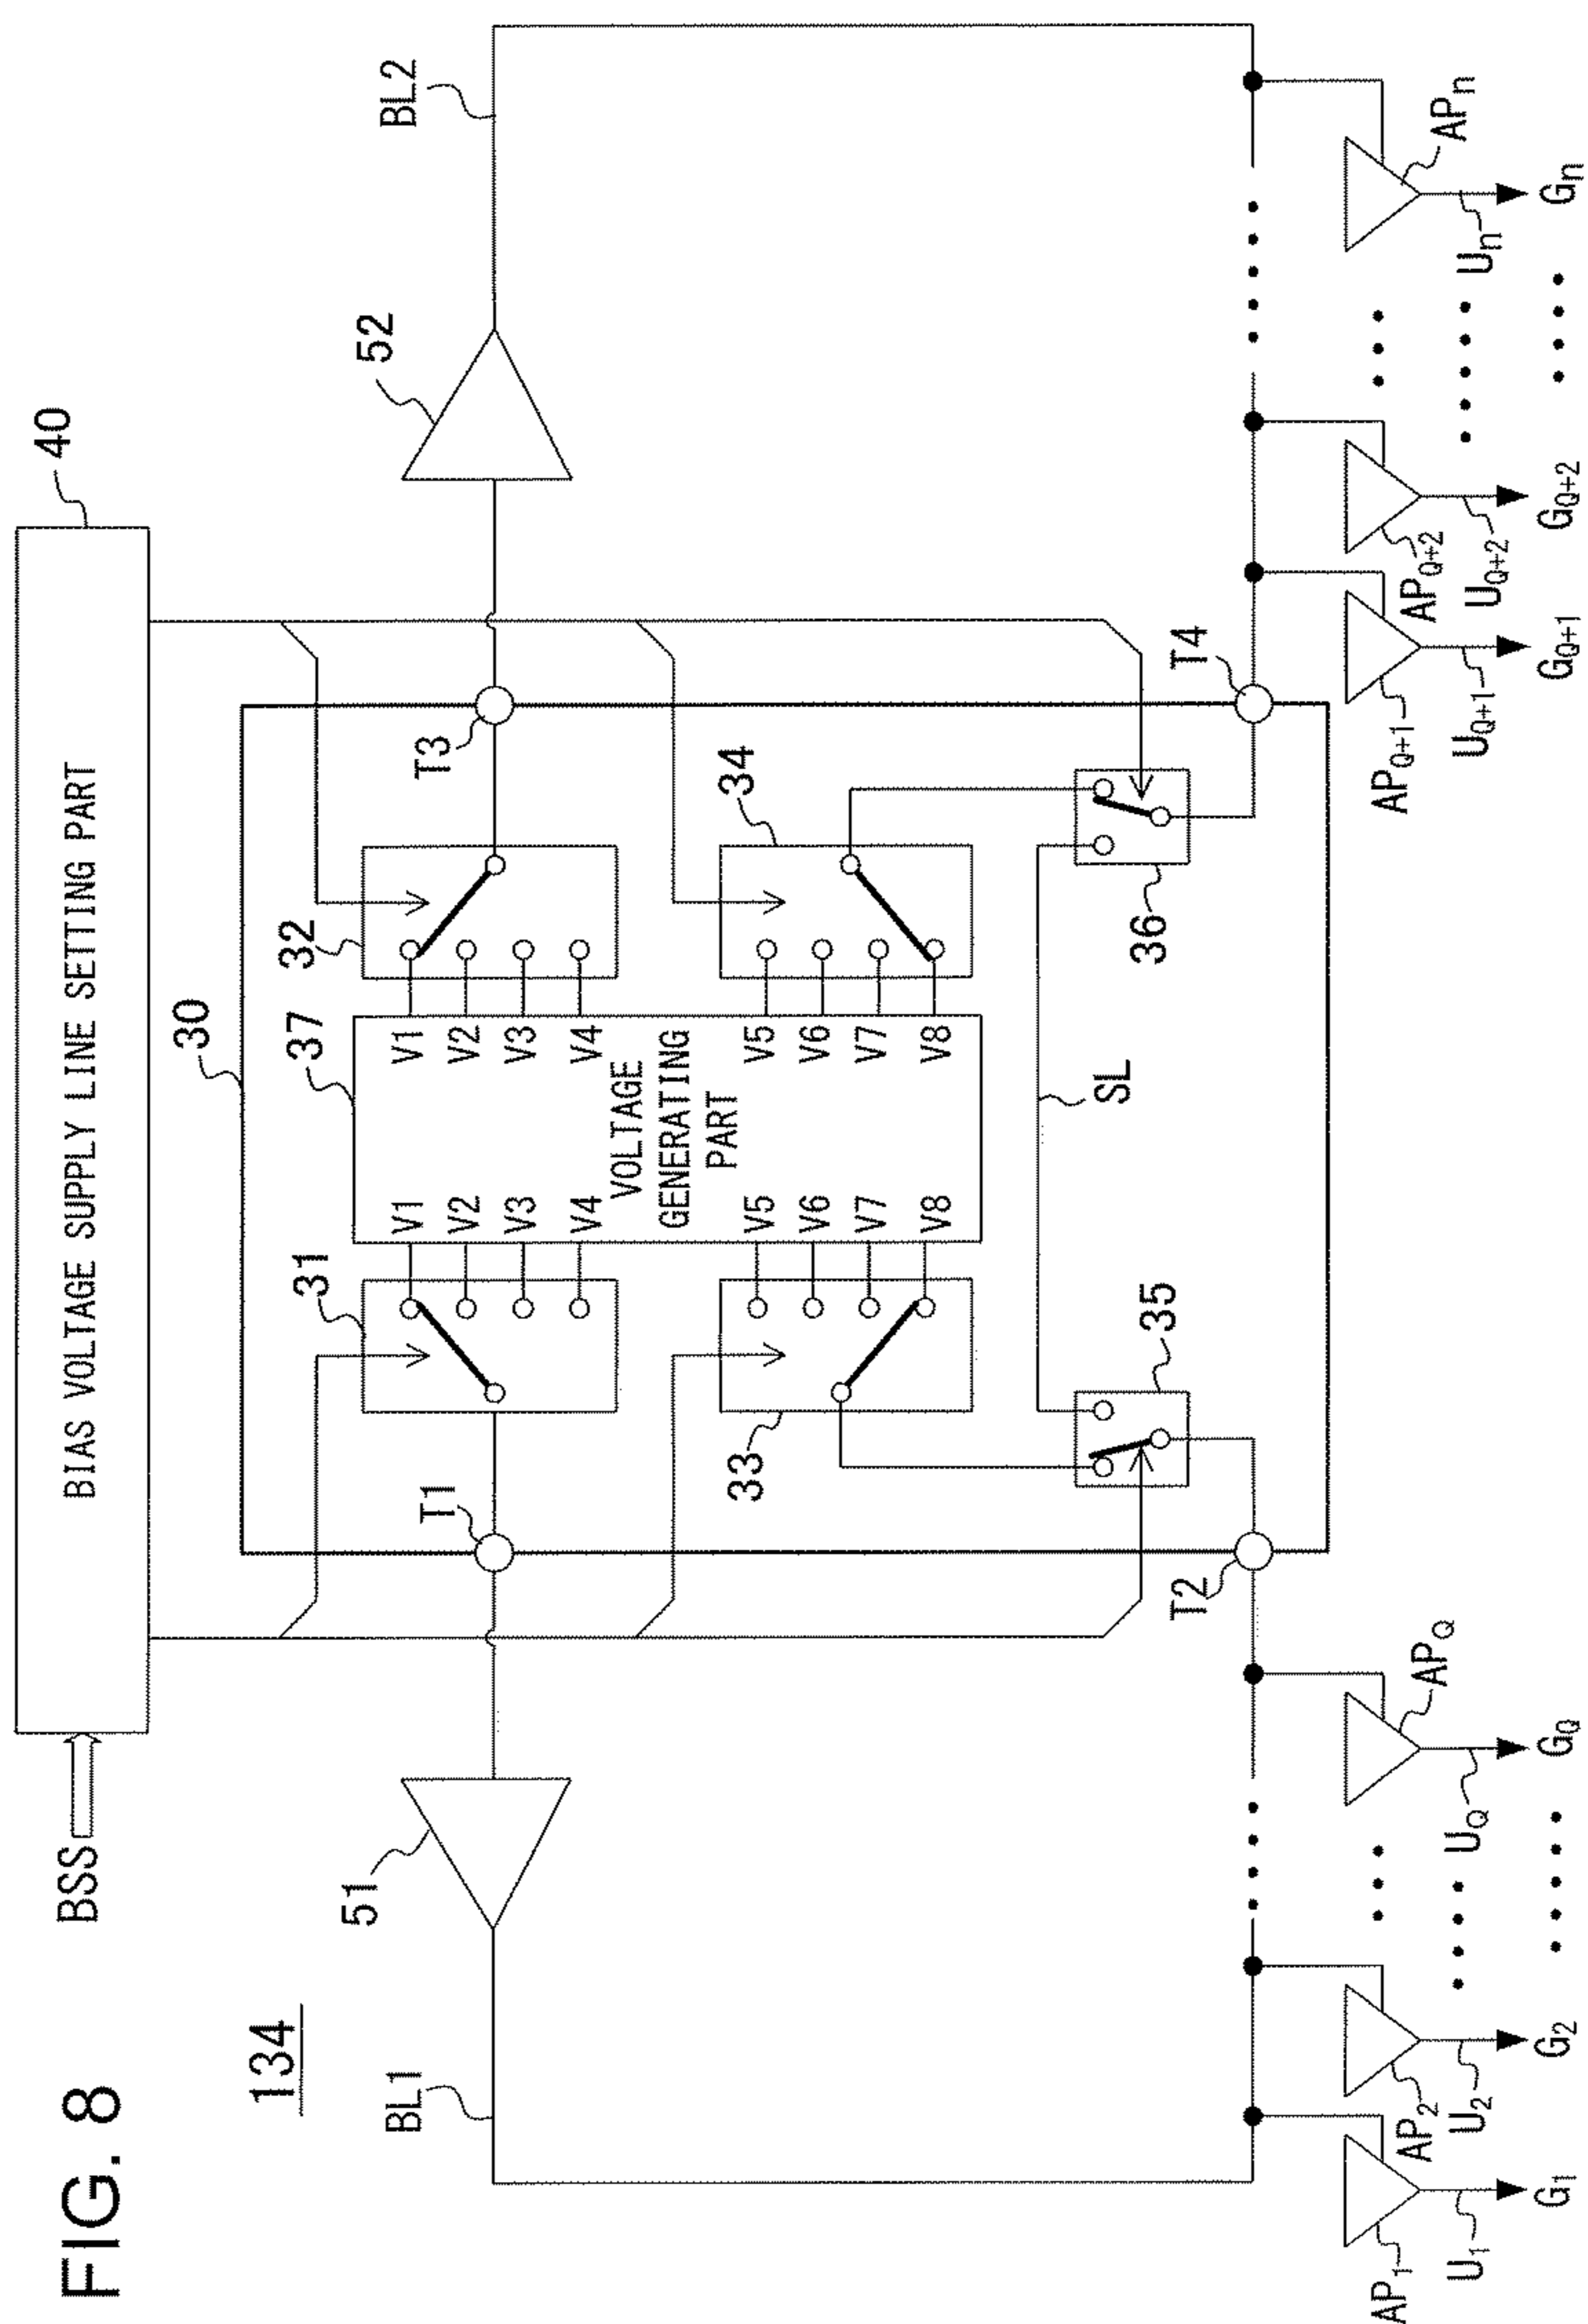 FIG. 8
134
BSS
BIAS VOLTAGE SUPPLY LINE SETTING PART
40
30
BL1
51
T1
31
V1
V2
V3
V4
37
V1
V2
V3
V4
32
T3
52
BL2
VOLTAGE
GENERATING
PART
33
V5
V6
V7
V8
V5
V6
V7
V8
34
35
SL
36
T2
T4
AP1
AP2
APQ
APQ+1
APQ+2
APn
U1
U2
UQ
UQ+1
UQ+2
Un
G1
G2
GQ
GQ+1
GQ+2
Gn